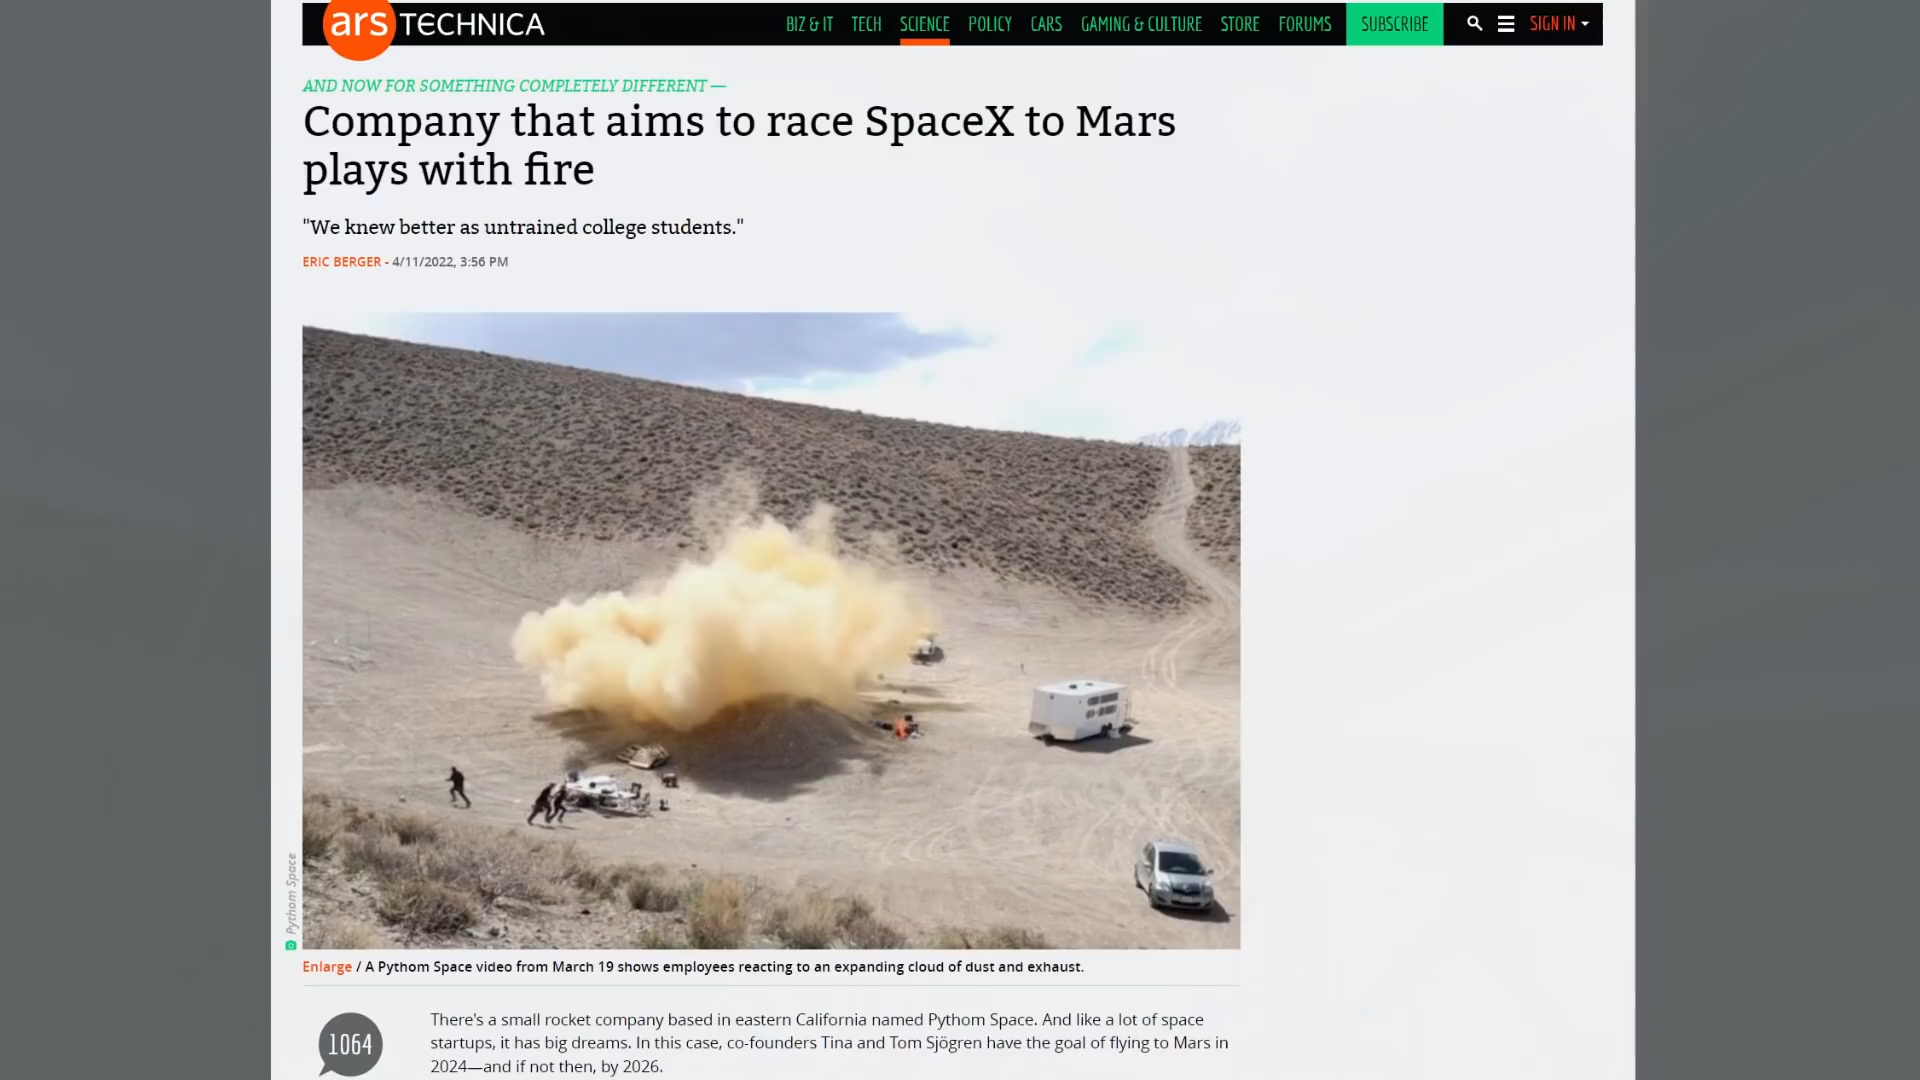 ars TECHNICA
BIZ & IT TECH SCIENCE POLICY CARS GAMING & CULTURE STORE FORUMS SUBSCRIBE SIGN IN
AND NOW FOR SOMETHING COMPLETELY DIFFERENT —
Company that aims to race SpaceX to Mars
plays with fire
"We knew better as untrained college students."
ERIC BERGER - 4/11/2022, 3:56 PM
Pythom Space
Enlarge / A Pythom Space video from March 19 shows employees reacting to an expanding cloud of dust and exhaust.
1064
There's a small rocket company based in eastern California named Pythom Space. And like a lot of space
startups, it has big dreams. In this case, co-founders Tina and Tom Sjögren have the goal of flying to Mars in
2024—and if not then, by 2026.